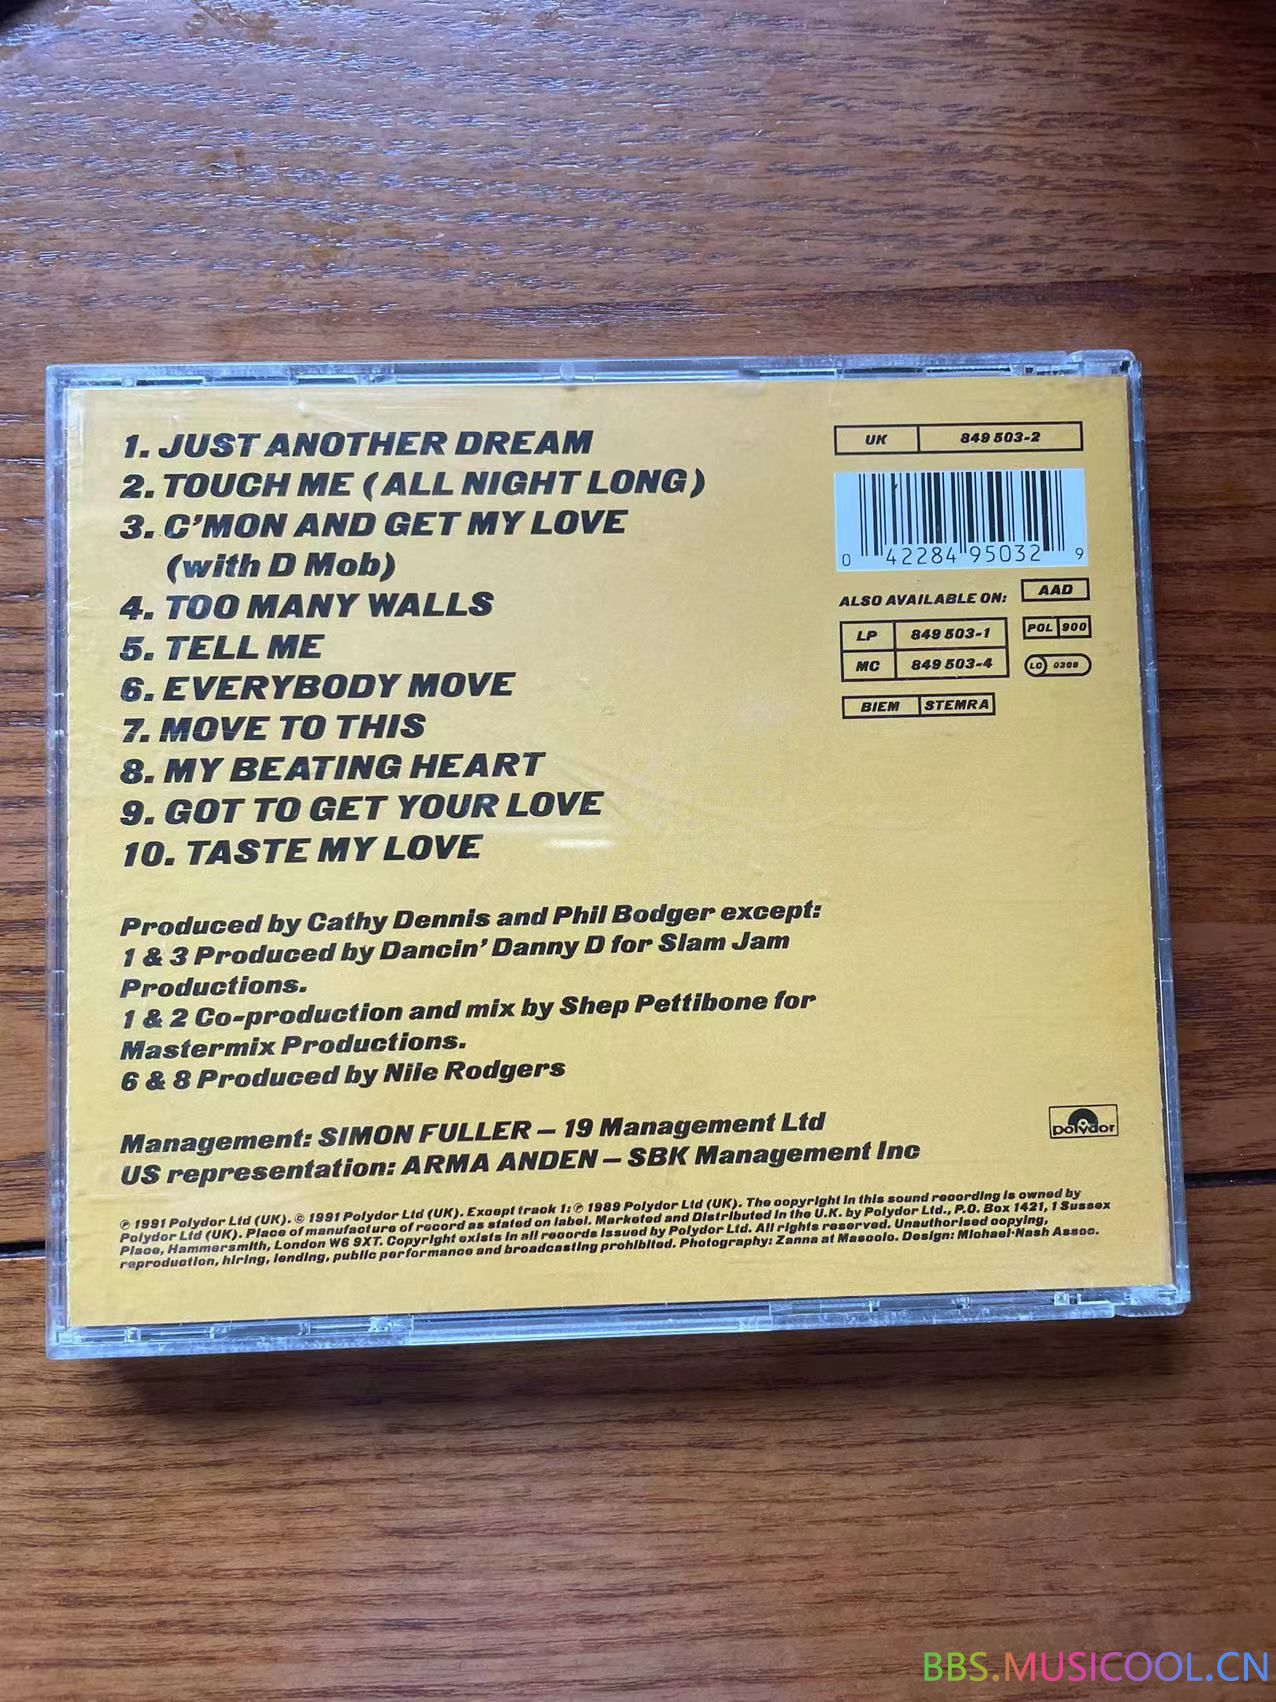 1. JUST ANOTHER DREAM
2. TOUCH ME (ALL NIGHT LONG)
3. C'MON AND GET MY LOVE
(with D Mob)
4. TOO MANY WALLS
5. TELL ME
6. EVERYBODY MOVE
7. MOVE TO THIS
8. MY BEATING HEART
9. GOT TO GET YOUR LOVE
10. TASTE MY LOVE
UK 849 503-2
0 42284 95032 9
ALSO AVAILABLE ON:
AAD
LP 849 503-1
POL 900
MC 849 503-4
LC 0309
BIEM STEMRA
Produced by Cathy Dennis and Phil Bodger except:
1 & 3 Produced by Dancin' Danny D for Slam Jam
Productions.
1 & 2 Co-production and mix by Shep Pettibone for
Mastermix Productions.
6 & 8 Produced by Nile Rodgers
Management: SIMON FULLER – 19 Management Ltd
US representation: ARMA ANDEN – SBK Management Inc
polydor
℗ 1991 Polydor Ltd (UK). © 1991 Polydor Ltd (UK). Except track 1: ℗ 1989 Polydor Ltd (UK). The copyright in this sound recording is owned by
Polydor Ltd (UK). Place of manufacture of record as stated on label. Marketed and Distributed in the U.K. by Polydor Ltd., P.O. Box 1421, 1 Sussex
Place, Hammersmith, London W6 9XT. Copyright exists in all records issued by Polydor Ltd. All rights reserved. Unauthorised copying,
reproduction, hiring, lending, public performance and broadcasting prohibited. Photography: Zanna at Mascolo. Design: Michael·Nash Assoc.
BBS.MUSICOOL.CN